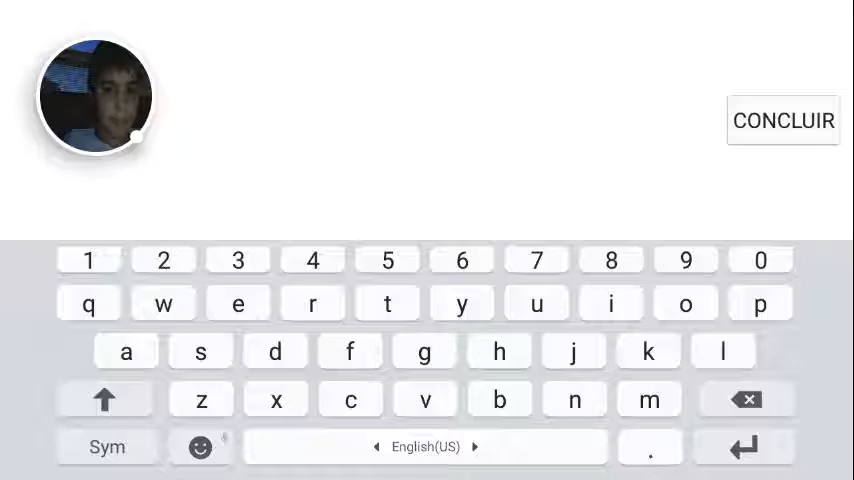 CONCLUIR
1 2 3 4 5 6 7 8 9 0
q w e r t y u i o p
a s d f g h j k l
z x c v b n m
Sym English(US) .